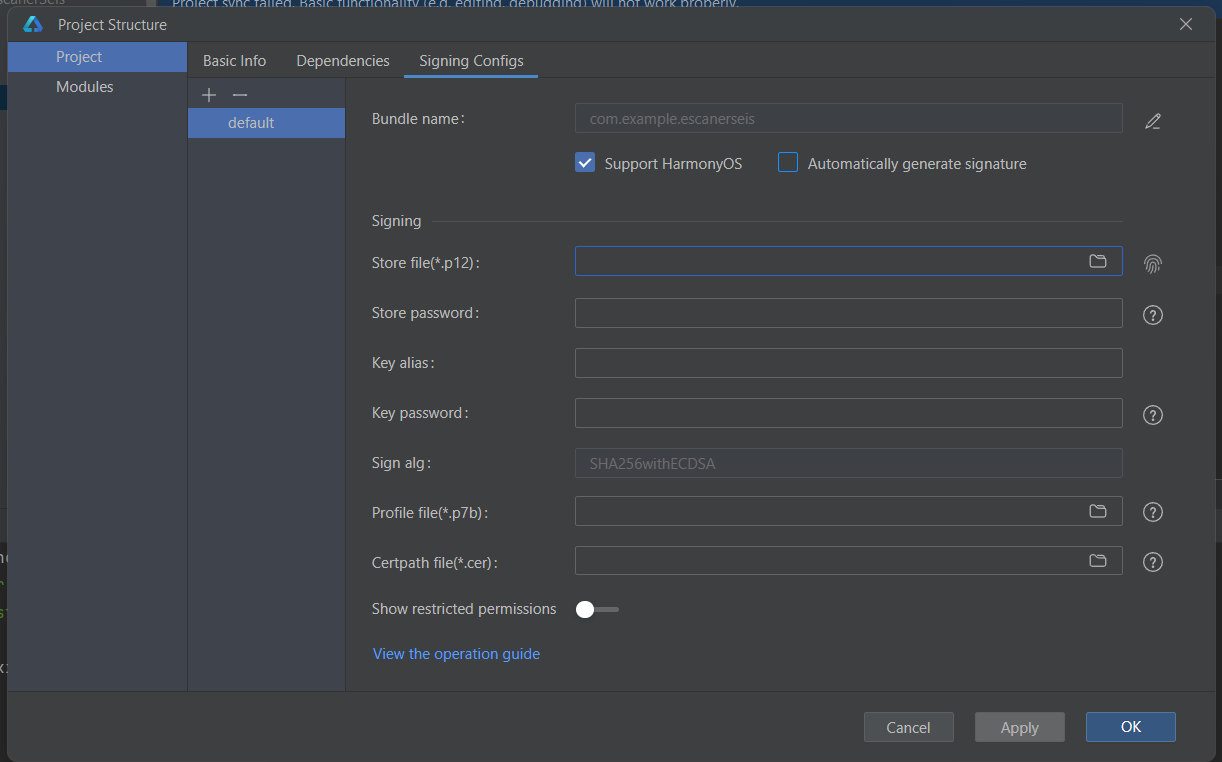 Project sync failed. Basic functionality (e.g. editing, debugging) will not work properly.
Project Structure
Project
Modules
Basic Info
Dependencies
Signing Configs
default
Bundle name:
com.example.escanerseis
Support HarmonyOS
Automatically generate signature
Signing
Store file(*.p12):
Store password:
Key alias:
Key password:
Sign alg:
SHA256withECDSA
Profile file(*.p7b):
Certpath file(*.cer):
Show restricted permissions
View the operation guide
Cancel
Apply
OK